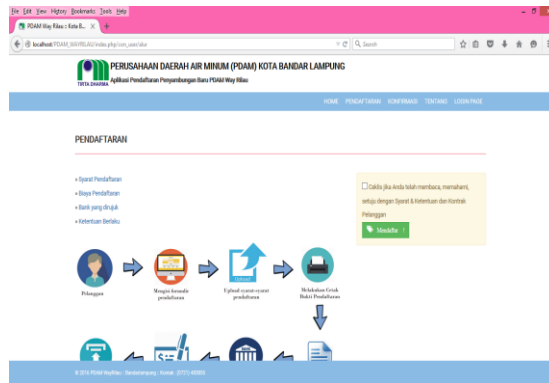 File Edit View History Bookmarks Tools Help
PDAM Way Rilau :: Kota B...
localhost/PDAM_WAYRILAU/index.php/con_user/alur
Search
PERUSAHAAN DAERAH AIR MINUM (PDAM) KOTA BANDAR LAMPUNG
Aplikasi Pendaftaran Penyambungan Baru PDAM Way Rilau
TIRTA DHARMA
HOME PENDAFTARAN KONFIRMASI TENTANG LOGIN PAGE
PENDAFTARAN
» Syarat Pendaftaran
» Biaya Pendaftaran
» Bank yang dirujuk
» Ketentuan Berlaku
Ceklis jika Anda telah membaca, memahami,
setuju dengan Syarat & Ketentuan dan Kontrak
Pelanggan
Mendaftar
Upload
Pelanggan
Mengisi formulir
pendaftaran
Upload syarat-syarat
pendaftaran
Melakukan Cetak
Bukti Pendaftaran
© 2016 PDAM WayRilau : Bandarlampung : Kontak :